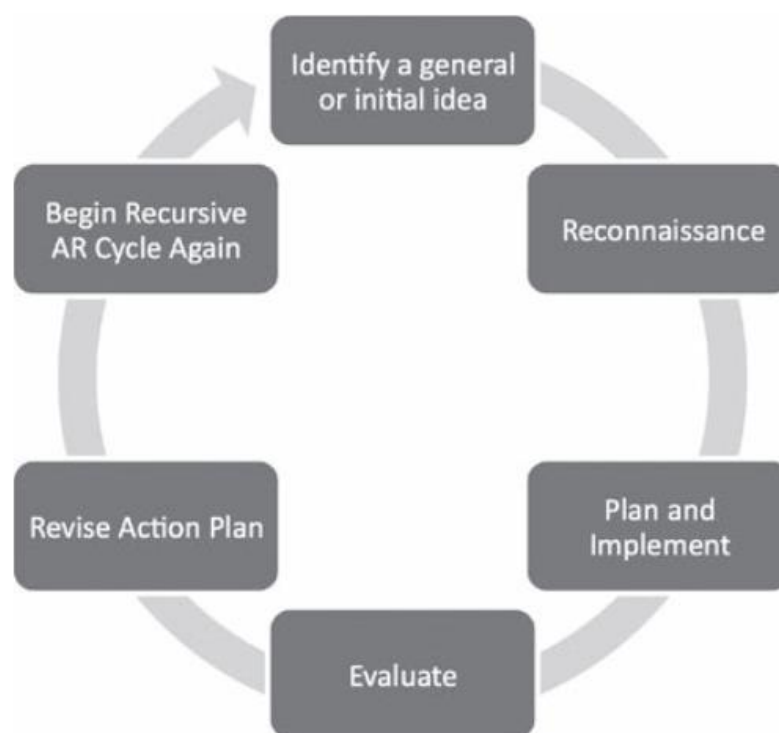 Identify a general
or initial idea
Reconnaissance
Plan and
Implement
Evaluate
Revise Action Plan
Begin Recursive
AR Cycle Again